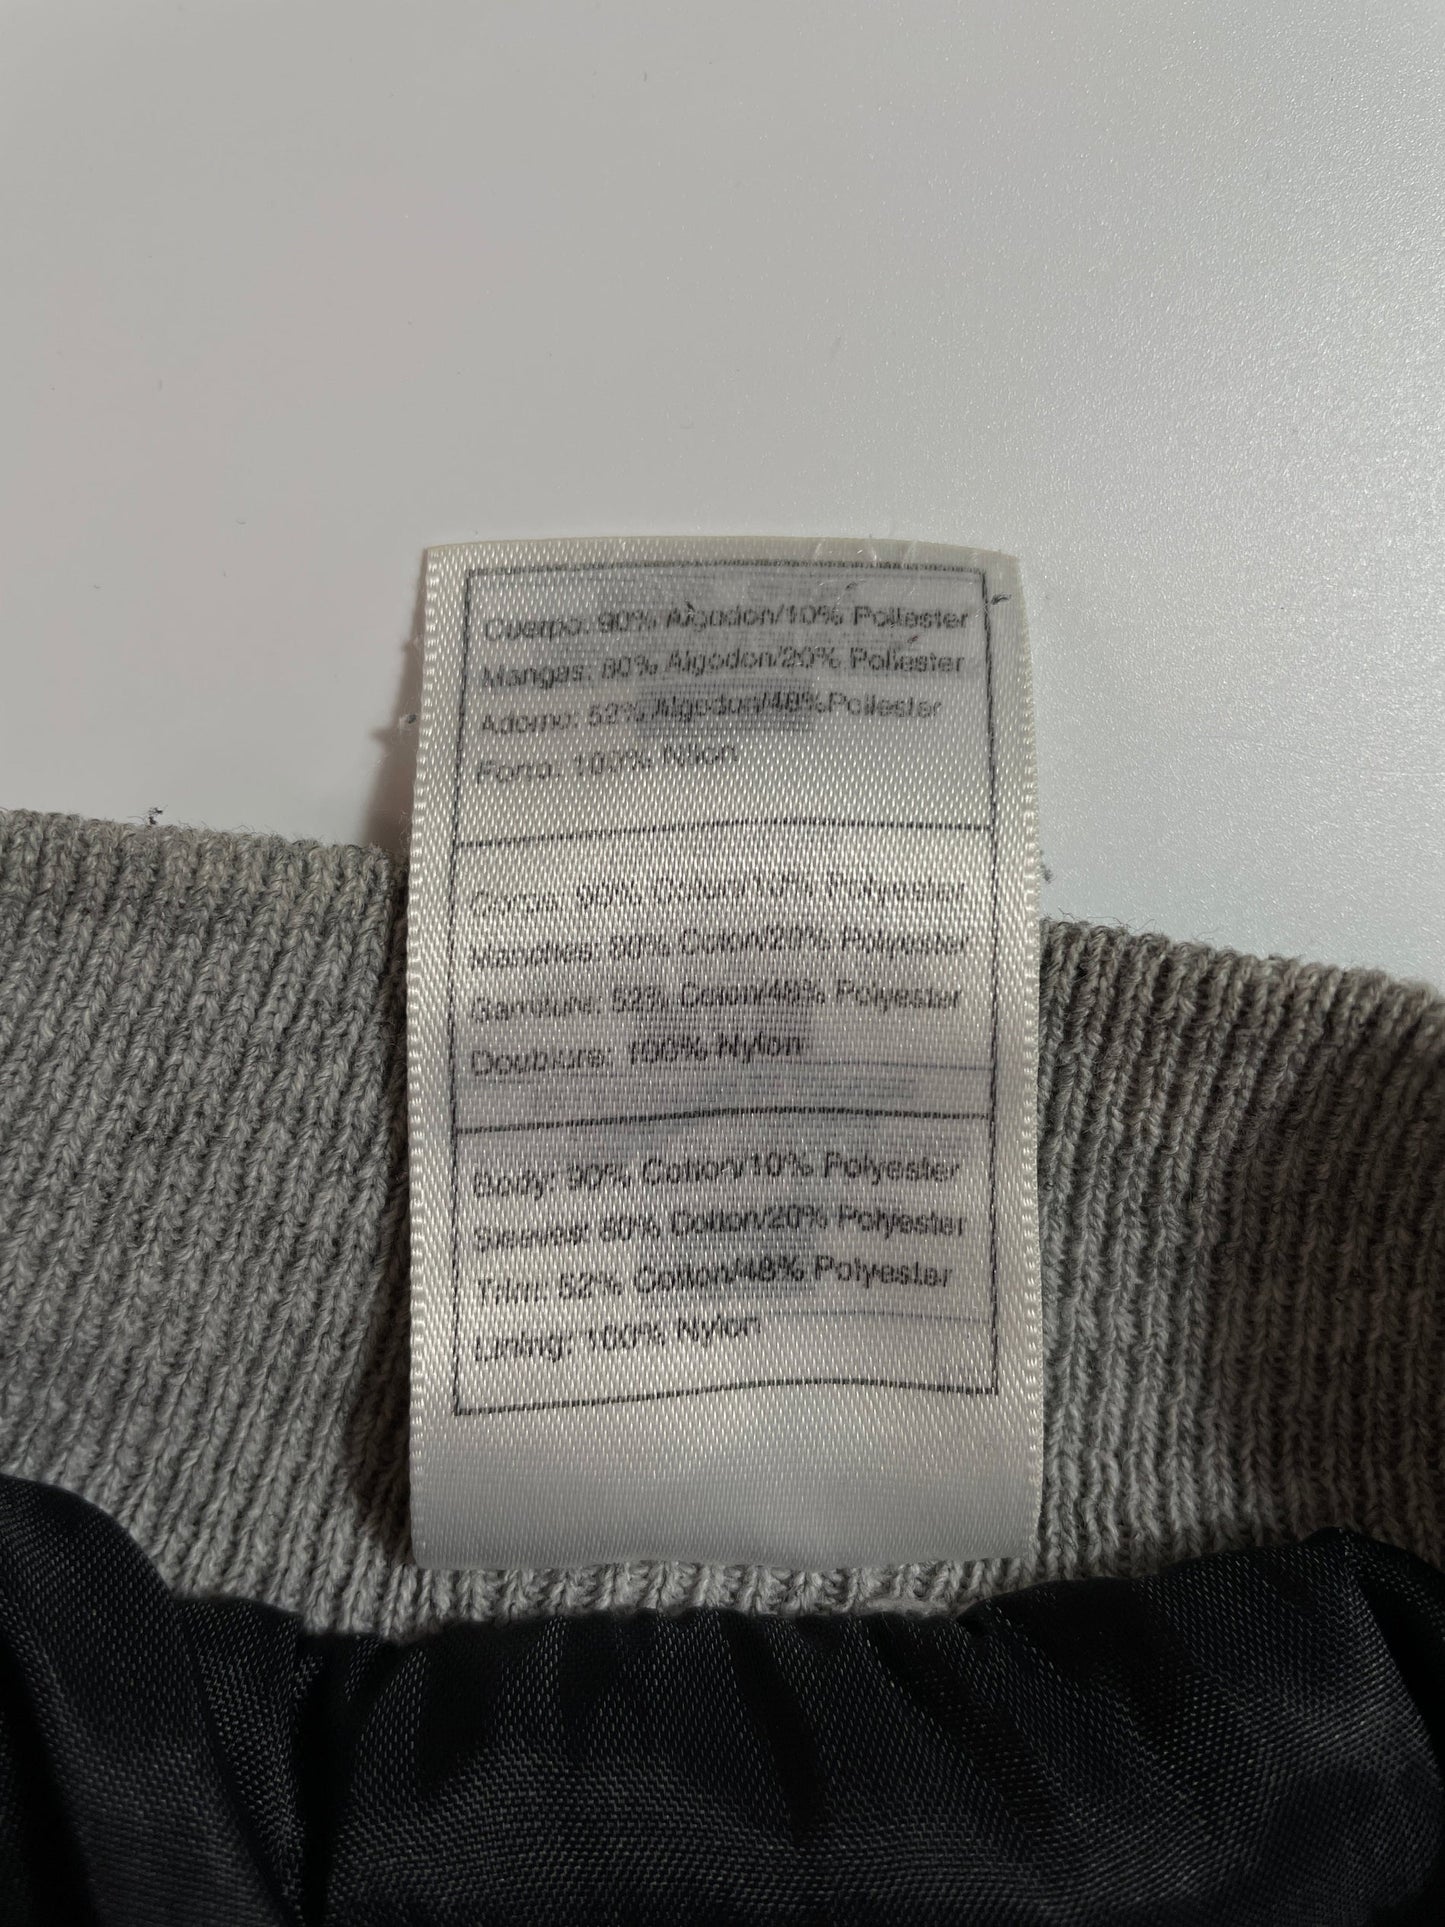 Cuerpo: 90% Algodon/10% Poliester
Mangas: 80% Algodon/20% Poliester
Adorno: 52% Algodon/48% Poliester
Forro: 100% Nilon
Corps: 90% Coton/10% Polyester
Manches: 80% Coton/20% Polyester
Garniture: 52% Coton/48% Polyester
Doublure: 100% Nylon
Body: 90% Cotton/10% Polyester
Sleeves: 80% Cotton/20% Polyester
Trim: 52% Cotton/48% Polyester
Lining: 100% Nylon